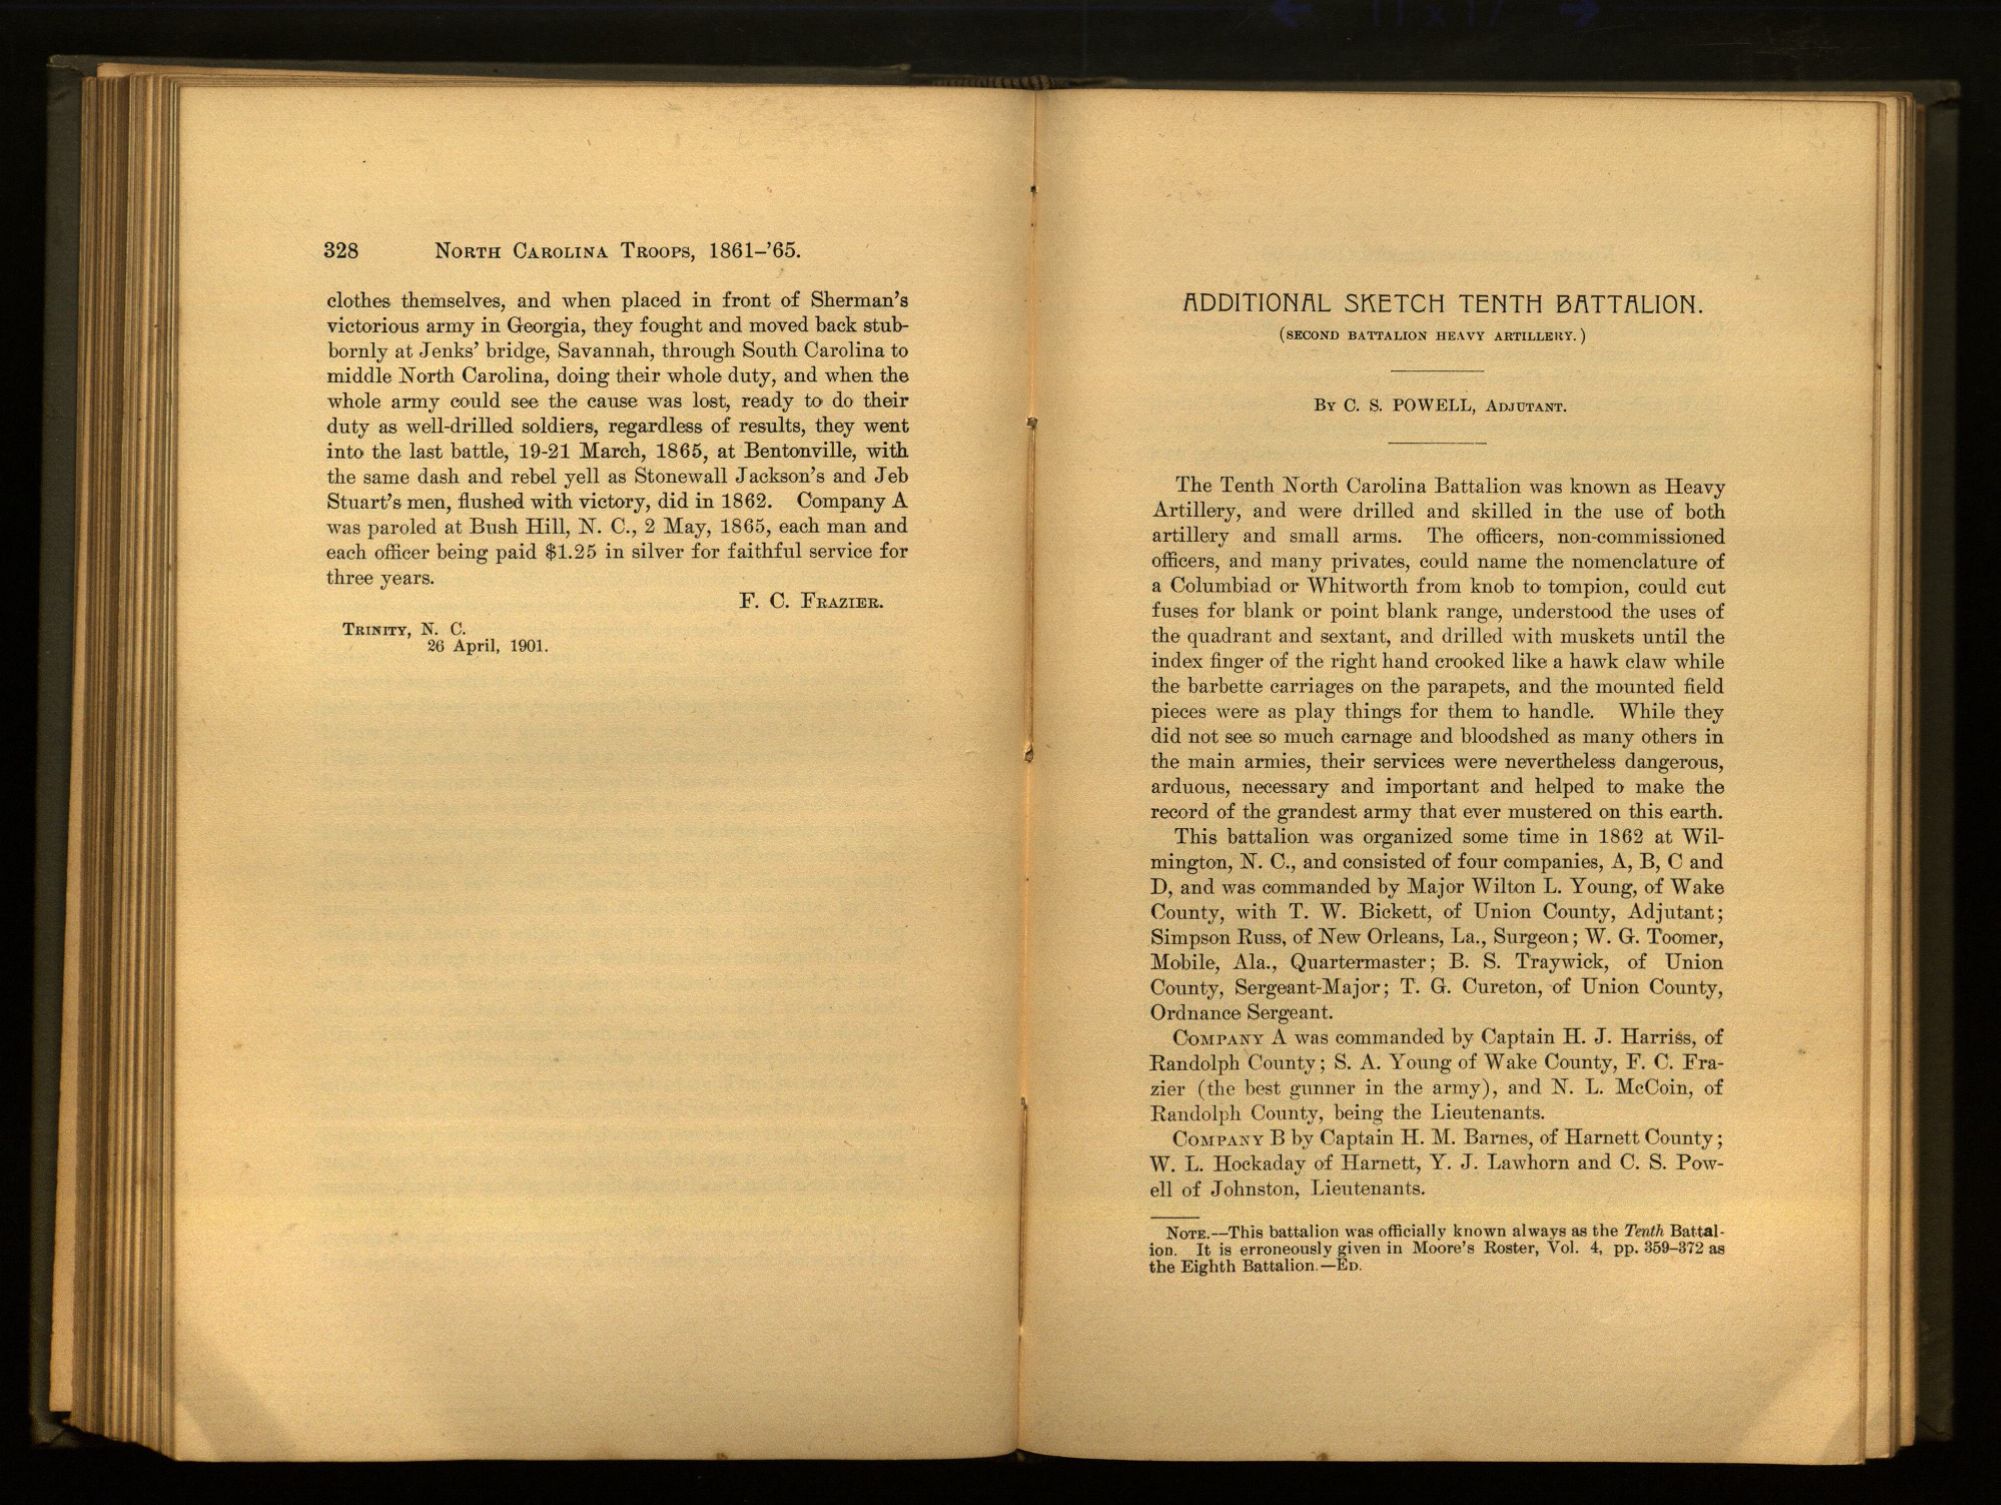 328 North Carolina Troops, 1861-'65.
clothes themselves, and when placed in front of Sherman's
victorious army in Georgia, they fought and moved back stub-
bornly at Jenks' bridge, Savannah, through South Carolina to
middle North Carolina, doing their whole duty, and when the
whole army could see the cause was lost, ready to do their
duty as well-drilled soldiers, regardless of results, they went
into the last battle, 19-21 March, 1865, at Bentonville, with
the same dash and rebel yell as Stonewall Jackson's and Jeb
Stuart's men, flushed with victory, did in 1862. Company A
was paroled at Bush Hill, N. C., 2 May, 1865, each man and
each officer being paid $1.25 in silver for faithful service for
three years.
F. C. Frazier.
Trinity, N. C.
26 April, 1901.
ADDITIONAL SKETCH TENTH BATTALION.
(SECOND BATTALION HEAVY ARTILLERY.)
By C. S. POWELL, Adjutant.
The Tenth North Carolina Battalion was known as Heavy
Artillery, and were drilled and skilled in the use of both
artillery and small arms. The officers, non-commissioned
officers, and many privates, could name the nomenclature of
a Columbiad or Whitworth from knob to tompion, could cut
fuses for blank or point blank range, understood the uses of
the quadrant and sextant, and drilled with muskets until the
index finger of the right hand crooked like a hawk claw while
the barbette carriages on the parapets, and the mounted field
pieces were as play things for them to handle. While they
did not see so much carnage and bloodshed as many others in
the main armies, their services were nevertheless dangerous,
arduous, necessary and important and helped to make the
record of the grandest army that ever mustered on this earth.
This battalion was organized some time in 1862 at Wil-
mington, N. C., and consisted of four companies, A, B, C and
D, and was commanded by Major Wilton L. Young, of Wake
County, with T. W. Bickett, of Union County, Adjutant;
Simpson Russ, of New Orleans, La., Surgeon; W. G. Toomer,
Mobile, Ala., Quartermaster; B. S. Traywick, of Union
County, Sergeant-Major; T. G. Cureton, of Union County,
Ordnance Sergeant.
Company A was commanded by Captain H. J. Harriss, of
Randolph County; S. A. Young of Wake County, F. C. Fra-
zier (the best gunner in the army), and N. L. McCoin, of
Randolph County, being the Lieutenants.
Company B by Captain H. M. Barnes, of Harnett County;
W. L. Hockaday of Harnett, Y. J. Lawhorn and C. S. Pow-
ell of Johnston, Lieutenants.
Note.—This battalion was officially known always as the Tenth Battal-
ion. It is erroneously given in Moore's Roster, Vol. 4, pp. 359-372 as
the Eighth Battalion.—Ed.